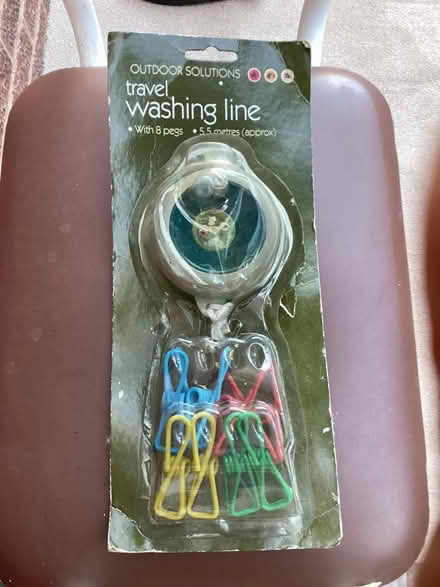 OUTDOOR SOLUTIONS
travel
washing line
• With 8 pegs • 5.5 metres (approx)